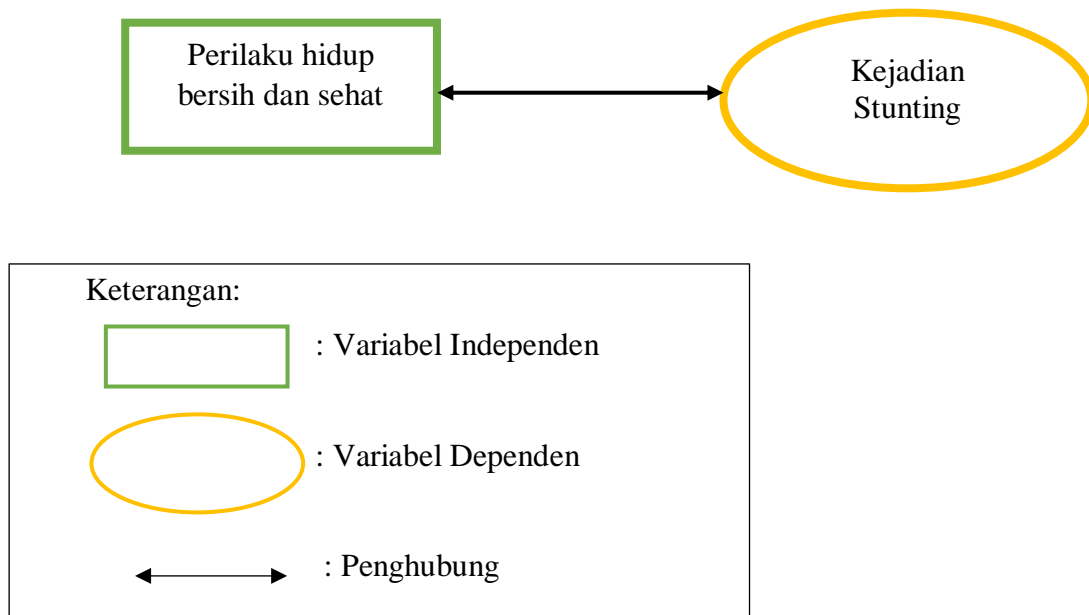 Perilaku hidup
bersih dan sehat
Kejadian
Stunting
Keterangan:
: Variabel Independen
: Variabel Dependen
: Penghubung